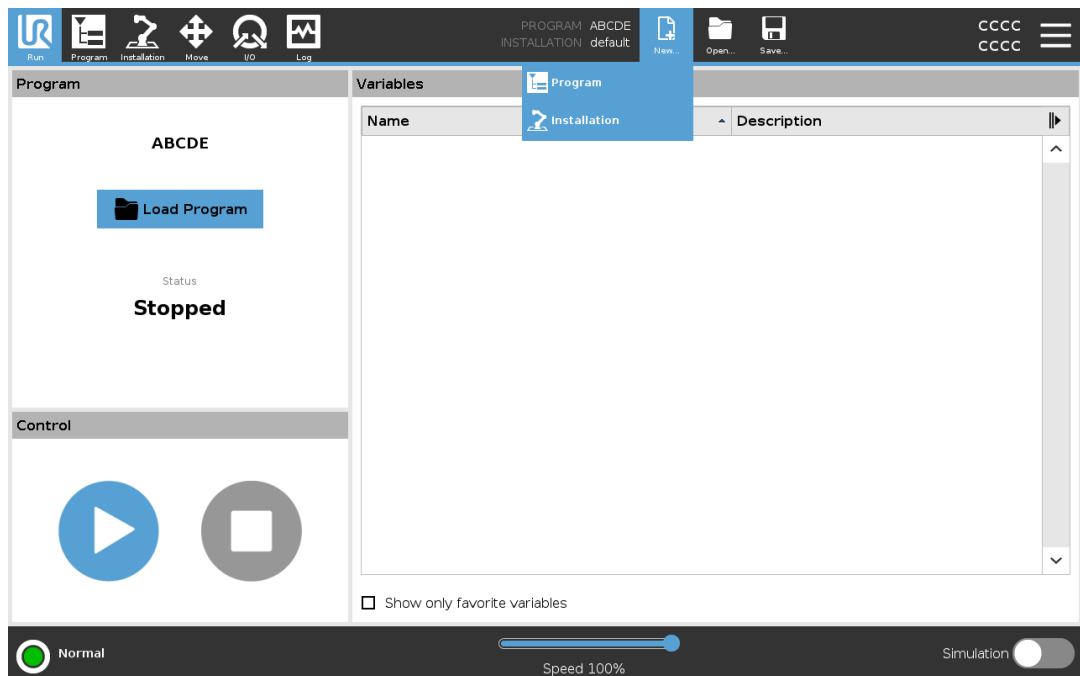 PROGRAM ABCDE
INSTALLATION default
CCCC
CCCC
Run Program Installation Move I/O Log New... Open... Save...
Program
Installation
Program
ABCDE
Load Program
Status
Stopped
Control
Variables
Name Description
Show only favorite variables
Normal
Speed 100%
Simulation